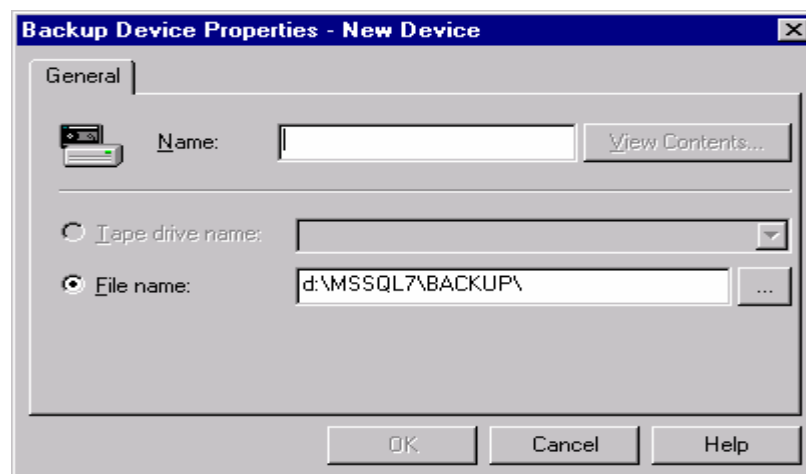 Backup Device Properties - New Device
General
Name:
View Contents...
Tape drive name:
File name: d:\MSSQL7\BACKUP\ ...
OK Cancel Help